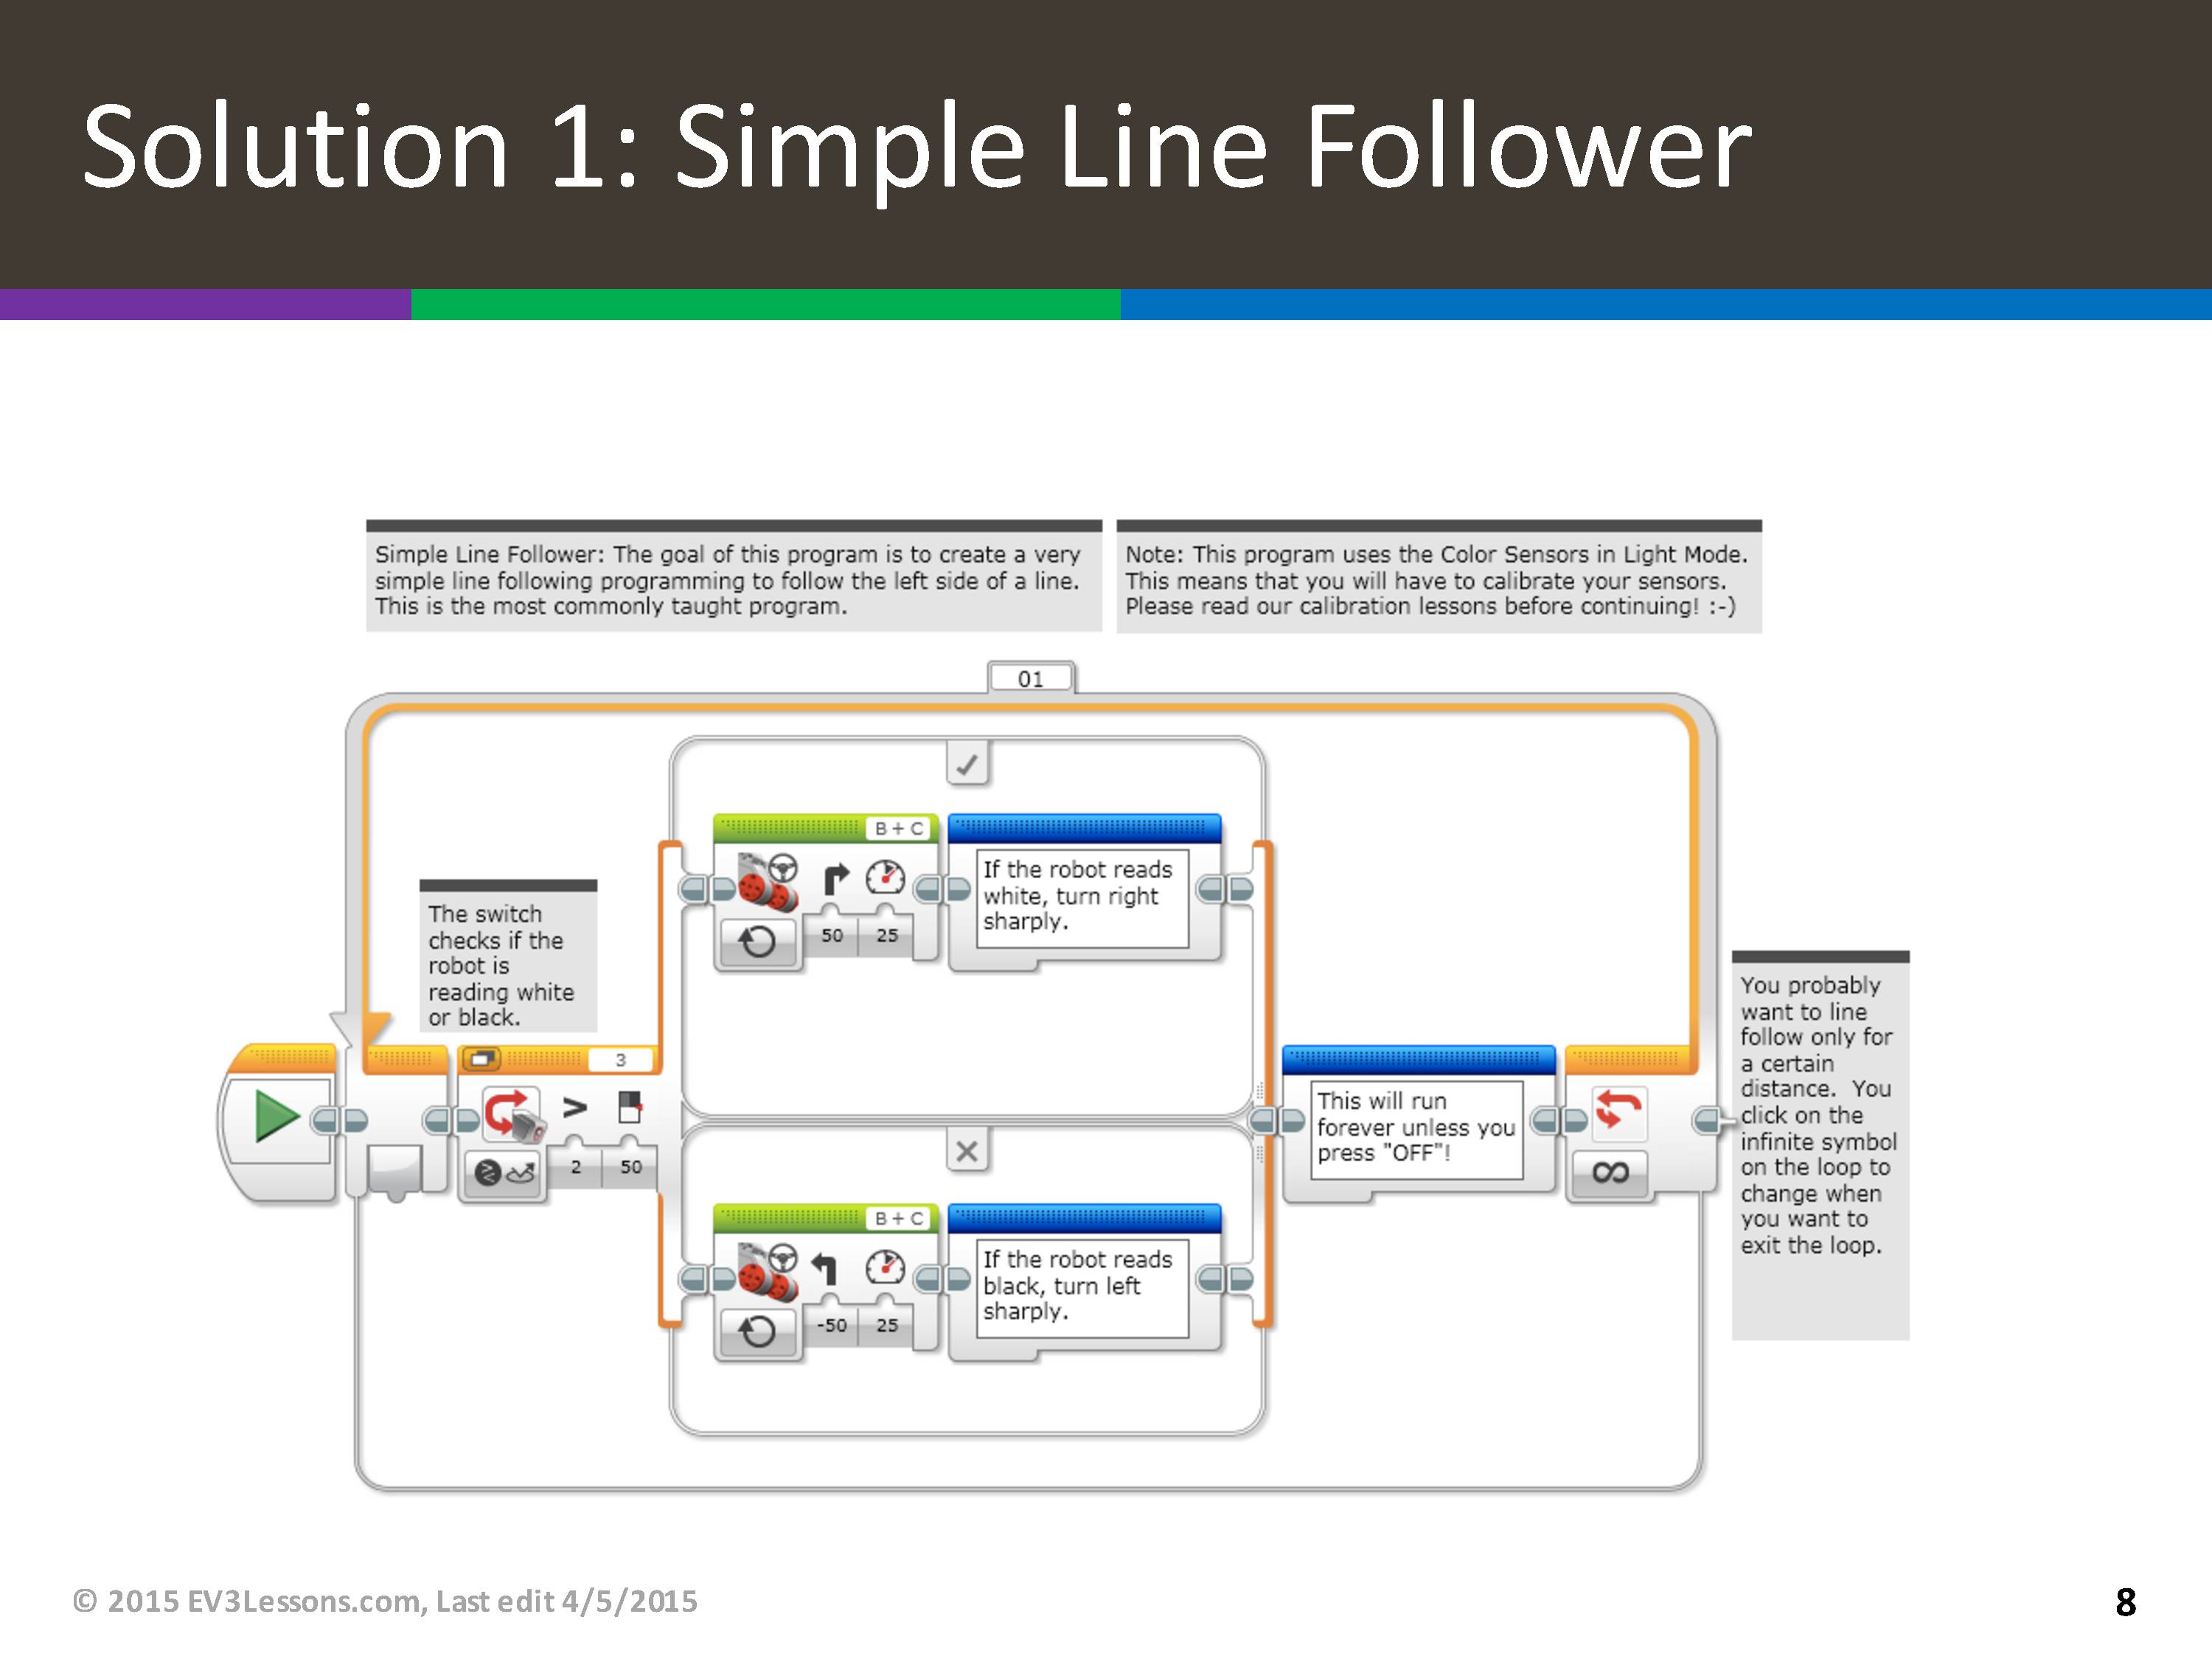 Solution 1: Simple Line Follower
Simple Line Follower: The goal of this program is to create a very
simple line following programming to follow the left side of a line.
This is the most commonly taught program.
Note: This program uses the Color Sensors in Light Mode.
This means that you will have to calibrate your sensors.
Please read our calibration lessons before continuing! :-)
01
The switch
checks if the
robot is
reading white
or black.
3
>
2
50
B + C
50
25
If the robot reads
white, turn right
sharply.
B + C
-50
25
If the robot reads
black, turn left
sharply.
This will run
forever unless you
press "OFF"!
∞
You probably
want to line
follow only for
a certain
distance. You
click on the
infinite symbol
on the loop to
change when
you want to
exit the loop.
© 2015 EV3Lessons.com, Last edit 4/5/2015
8